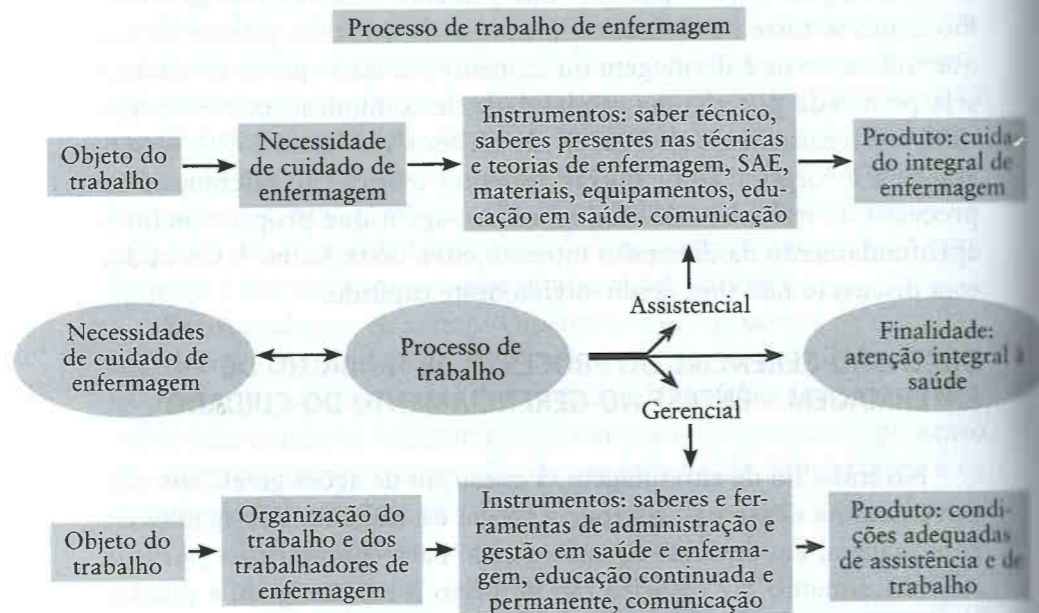 Processo de trabalho de enfermagem
Objeto do
trabalho
Necessidade
de cuidado de
enfermagem
Instrumentos: saber técnico,
saberes presentes nas técnicas
e teorias de enfermagem, SAE,
materiais, equipamentos, edu-
cação em saúde, comunicação
Produto: cuida-
do integral de
enfermagem
Assistencial
Necessidades
de cuidado de
enfermagem
Processo de
trabalho
Finalidade:
atenção integral à
saúde
Gerencial
Objeto do
trabalho
Organização do
trabalho e dos
trabalhadores de
enfermagem
Instrumentos: saberes e fer-
ramentas de administração e
gestão em saúde e enferma-
gem, educação continuada e
permanente, comunicação
Produto: condi-
ções adequadas
de assistência e de
trabalho